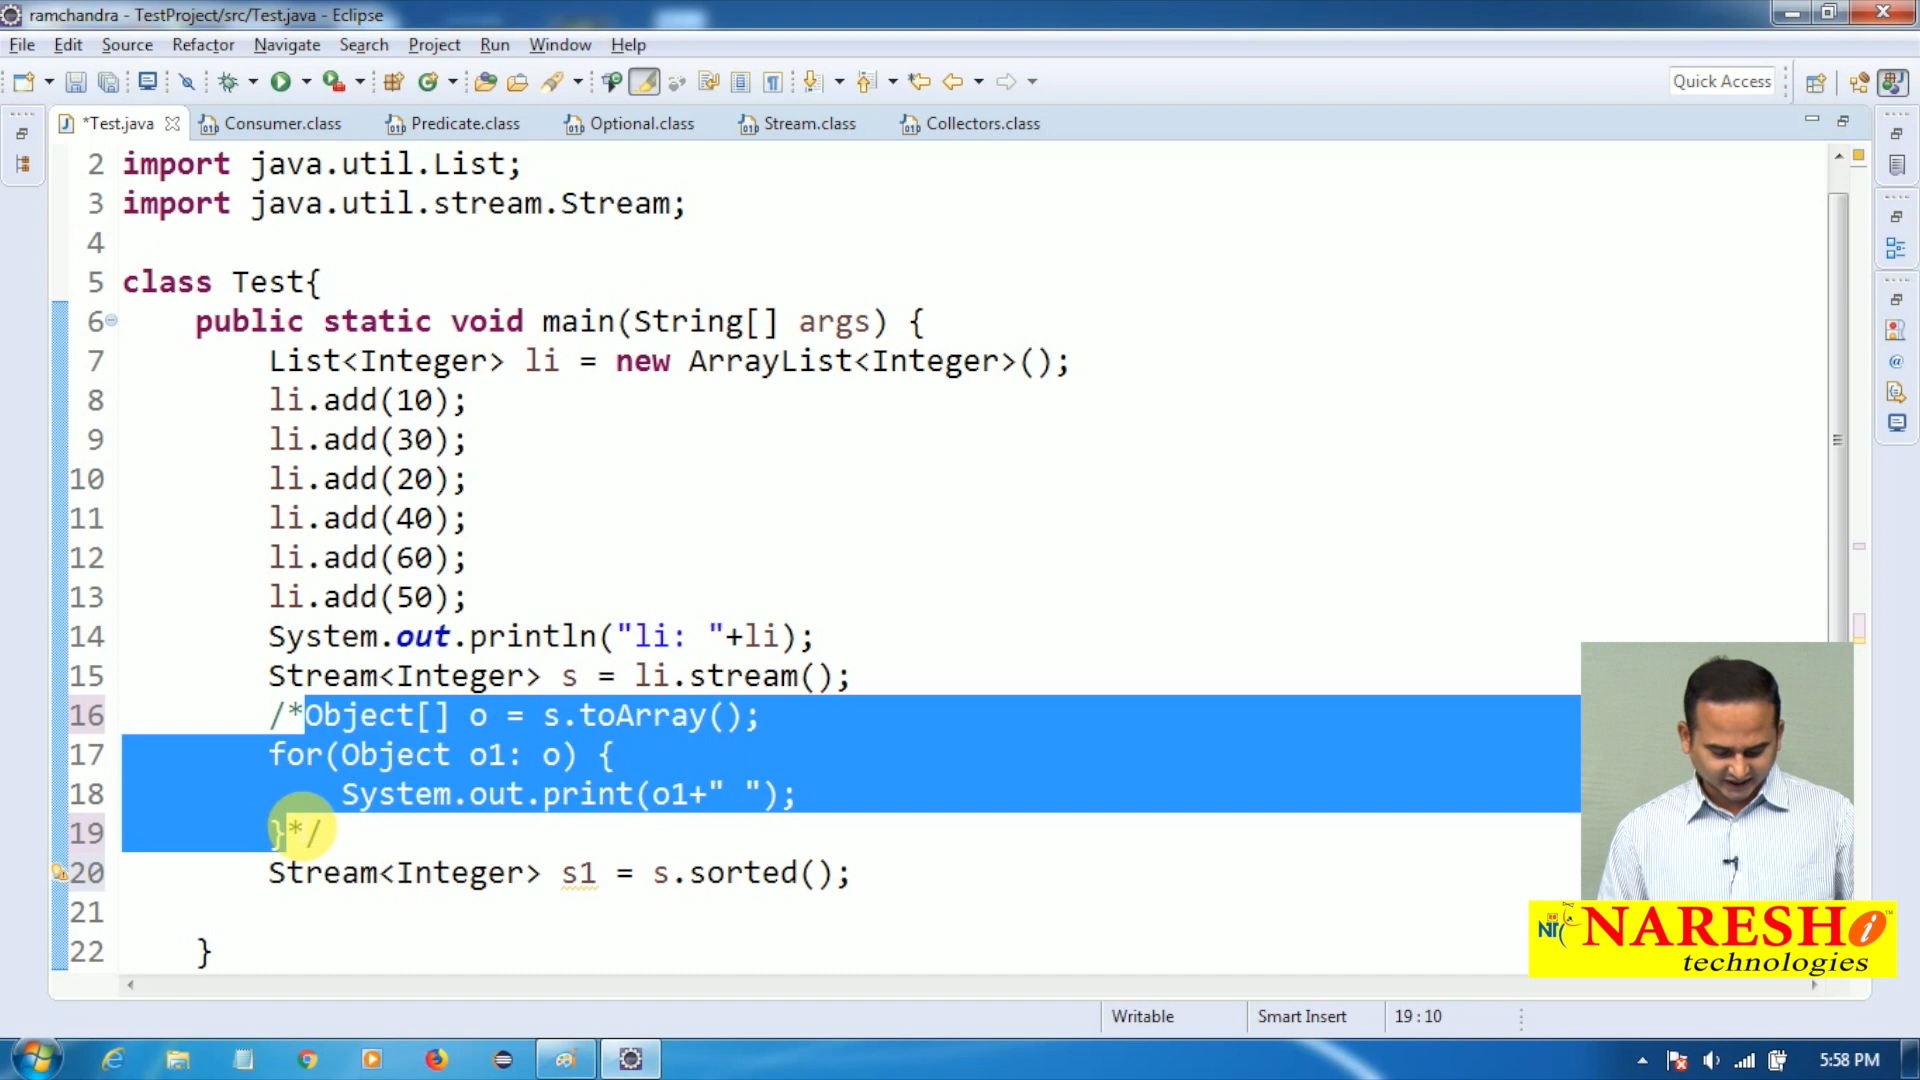 ramchandra - TestProject/src/Test.java - Eclipse
File Edit Source Refactor Navigate Search Project Run Window Help
Quick Access
*Test.java Consumer.class Predicate.class Optional.class Stream.class Collectors.class
2 import java.util.List;
3 import java.util.stream.Stream;
4
5 class Test{
6 public static void main(String[] args) {
7 List<Integer> li = new ArrayList<Integer>();
8 li.add(10);
9 li.add(30);
10 li.add(20);
11 li.add(40);
12 li.add(60);
13 li.add(50);
14 System.out.println("li: "+li);
15 Stream<Integer> s = li.stream();
16 /*Object[] o = s.toArray();
17 for(Object o1: o) {
18 System.out.print(o1+" ");
19 }*/
20 Stream<Integer> s1 = s.sorted();
21
22 }
NARESH i
technologies
Writable Smart Insert 19 : 10
5:58 PM